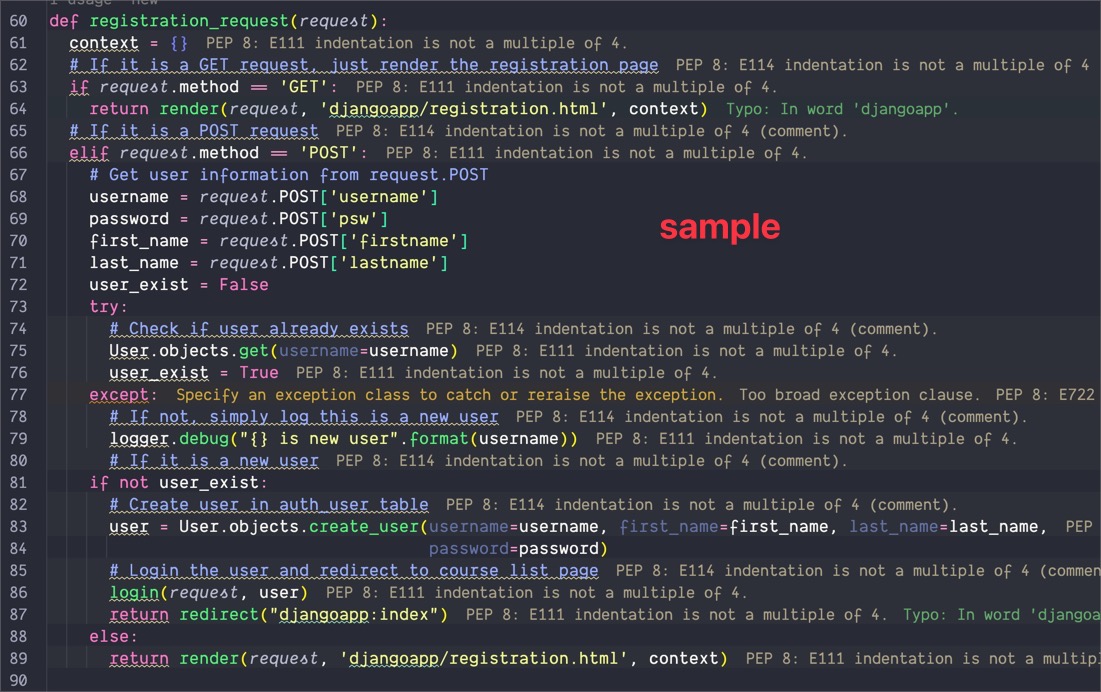 1 usage new
60 def registration_request(request):
61 context = {} PEP 8: E111 indentation is not a multiple of 4.
62 # If it is a GET request, just render the registration page PEP 8: E114 indentation is not a multiple of 4
63 if request.method == 'GET': PEP 8: E111 indentation is not a multiple of 4.
64 return render(request, 'djangoapp/registration.html', context) Typo: In word 'djangoapp'.
65 # If it is a POST request PEP 8: E114 indentation is not a multiple of 4 (comment).
66 elif request.method == 'POST': PEP 8: E111 indentation is not a multiple of 4.
67 # Get user information from request.POST
68 username = request.POST['username']
69 password = request.POST['psw']
sample
70 first_name = request.POST['firstname']
71 last_name = request.POST['lastname']
72 user_exist = False
73 try:
74 # Check if user already exists PEP 8: E114 indentation is not a multiple of 4 (comment).
75 User.objects.get(username=username) PEP 8: E111 indentation is not a multiple of 4.
76 user_exist = True PEP 8: E111 indentation is not a multiple of 4.
77 except: Specify an exception class to catch or reraise the exception. Too broad exception clause. PEP 8: E722
78 # If not, simply log this is a new user PEP 8: E114 indentation is not a multiple of 4 (comment).
79 logger.debug("{} is new user".format(username)) PEP 8: E111 indentation is not a multiple of 4.
80 # If it is a new user PEP 8: E114 indentation is not a multiple of 4 (comment).
81 if not user_exist:
82 # Create user in auth_user table PEP 8: E114 indentation is not a multiple of 4 (comment).
83 user = User.objects.create_user(username=username, first_name=first_name, last_name=last_name, PEP
84 password=password)
85 # Login the user and redirect to course list page PEP 8: E114 indentation is not a multiple of 4 (commen
86 login(request, user) PEP 8: E111 indentation is not a multiple of 4.
87 return redirect("djangoapp:index") PEP 8: E111 indentation is not a multiple of 4. Typo: In word 'djangoa
88 else:
89 return render(request, 'djangoapp/registration.html', context) PEP 8: E111 indentation is not a multipl
90